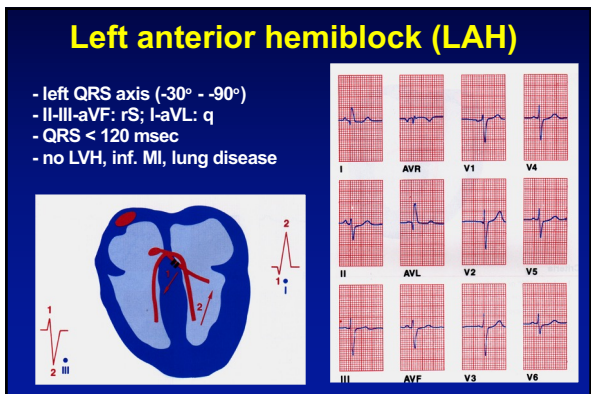 Left anterior hemiblock (LAH)
- left QRS axis (-30° - -90°)
- II-III-aVF: rS; I-aVL: q
- QRS < 120 msec
- no LVH, inf. MI, lung disease
I AVR V1 V4
II AVL V2 V5
III AVF V3 V6
2
1
I
2
2
1
2
III